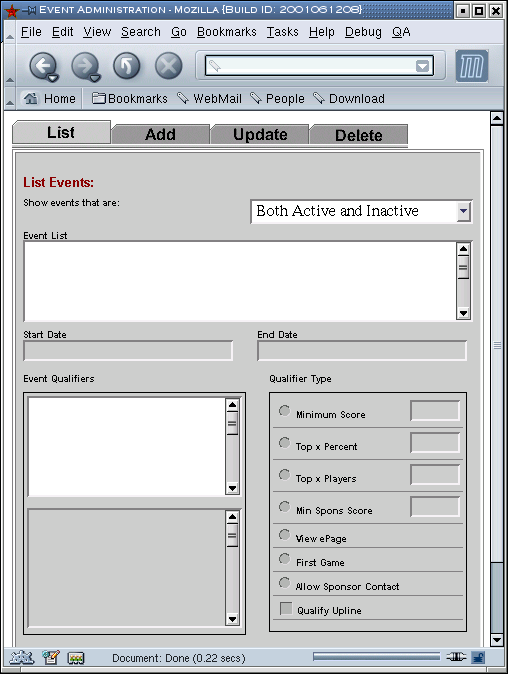 Event Administration - Mozilla {Build ID: 2001061208}
File Edit View Search Go Bookmarks Tasks Help Debug QA
Home Bookmarks WebMail People Download
List Add Update Delete
List Events:
Show events that are:
Both Active and Inactive
Event List
Start Date End Date
Event Qualifiers Qualifier Type
Minimum Score
Top x Percent
Top x Players
Min Spons Score
View ePage
First Game
Allow Sponsor Contact
Qualify Upline
Document: Done (0.22 secs)